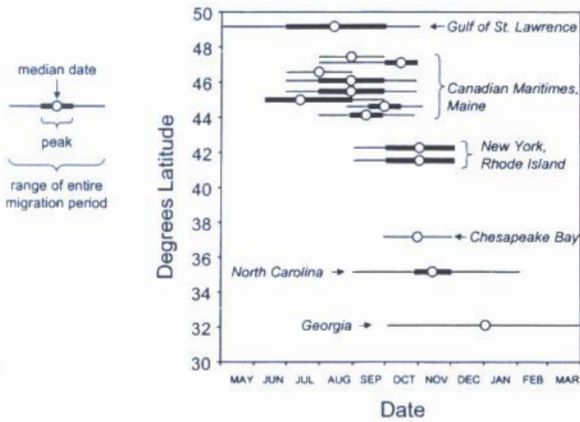 median date
peak
range of entire
migration period
Degrees Latitude
50
48
46
44
42
40
38
36
34
32
30
Gulf of St. Lawrence
Canadian Maritimes,
Maine
New York,
Rhode Island
Chesapeake Bay
North Carolina
Georgia
MAY JUN JUL AUG SEP OCT NOV DEC JAN FEB MAR
Date